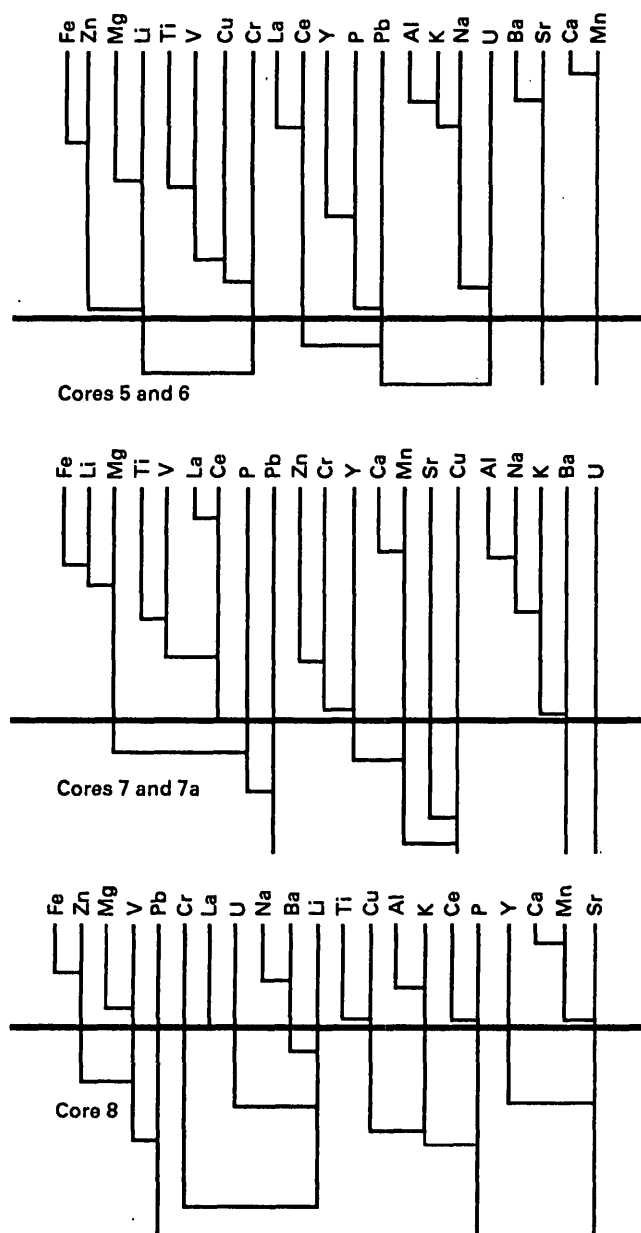 Fe Zn Mg Li Ti V Cu Cr La Ce Y P Pb Al K Na U Ba Sr Ca Mn
Cores 5 and 6
Fe Li Mg Ti V La Ce P Pb Zn Cr Y Ca Mn Sr Cu Al Na K Ba U
Cores 7 and 7a
Fe Zn Mg V Pb Cr La U Na Ba Li Ti Cu Al K Ce P Y Ca Mn Sr
Core 8